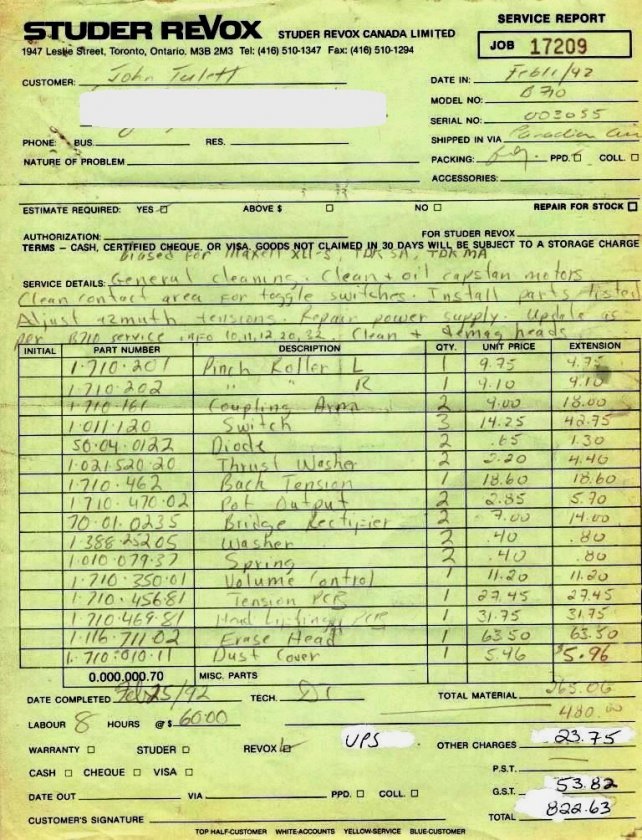 STUDER REVOX STUDER REVOX CANADA LIMITED
1947 Leslie Street, Toronto, Ontario. M3B 2M3 Tel: (416) 510-1347 Fax: (416) 510-1294
SERVICE REPORT
JOB 17209
CUSTOMER: John
DATE IN: Feb 11/92
MODEL NO: B710
SERIAL NO: 003055
PHONE: BUS. RES.
SHIPPED IN VIA Canadian Air
NATURE OF PROBLEM
PACKING: PPD. COLL.
ACCESSORIES:
ESTIMATE REQUIRED: YES ABOVE $ NO REPAIR FOR STOCK
AUTHORIZATION: FOR STUDER REVOX
TERMS – CASH, CERTIFIED CHEQUE, OR VISA. GOODS NOT CLAIMED IN 30 DAYS WILL BE SUBJECT TO A STORAGE CHARGE
Biased For Maxell XLII-S, TDK SA, TDK MA
SERVICE DETAILS: General cleaning. Clean + oil capstan motors
Clean contact area for toggle switches. Install parts listed
Adjust azmuth tensions. Repair power supply. Update as
per B710 service info 10,11,12,20,32. Clean + demag heads
INITIAL PART NUMBER DESCRIPTION QTY. UNIT PRICE EXTENSION
1.710.201 Pinch Roller L 1 9.75 9.75
1.710.202 " " R 1 9.10 9.10
1.710.161 Coupling Arm 2 9.00 18.00
1.011.120 Switch 3 14.25 42.75
50.04.0122 Diode 2 .65 1.30
1.021.520.20 Thrust Washer 2 2.20 4.40
1.710.462 Back Tension 1 18.60 18.60
1.710.470.02 Pot Output 2 2.85 5.70
70.01.0235 Bridge Rectifier 2 7.00 14.00
1.388.252.05 Washer 2 .40 .80
1.010.079.37 Spring 2 .40 .80
1.710.350.01 Volume Control 1 11.20 11.20
1.710.456.81 Tension PCB 1 27.45 27.45
1.710.469.81 Head PCB 1 31.75 31.75
1.116.711.02 Erase Head 1 63.50 63.50
1.710.010.11 Dust Cover 1 5.46 $5.96
0.000.000.70 MISC. PARTS
DATE COMPLETED Feb 25/92 TECH. TOTAL MATERIAL 265.06
LABOUR 8 HOURS @ $ 60.00 480.00
WARRANTY STUDER REVOX UPS OTHER CHARGES 23.75
CASH CHEQUE VISA P.S.T.
DATE OUT VIA PPD. COLL. G.S.T. 53.82
CUSTOMER'S SIGNATURE TOTAL 822.63
TOP HALF-CUSTOMER WHITE-ACCOUNTS YELLOW-SERVICE BLUE-CUSTOMER